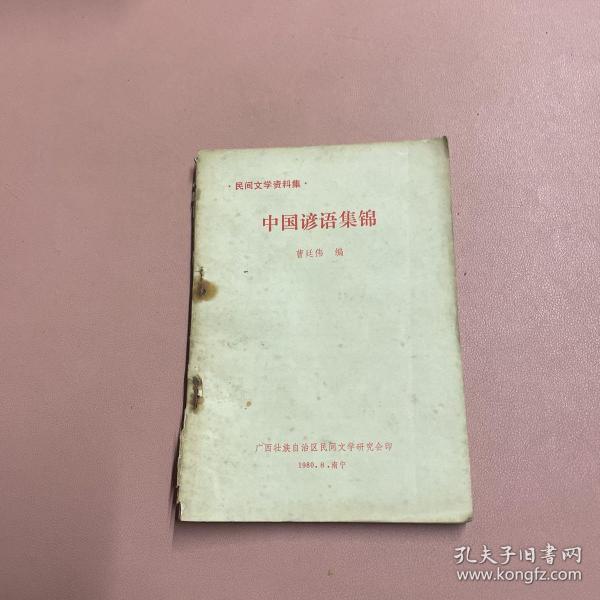 ·民间文学资料集·
中国谚语集锦
曹廷伟 编
广西壮族自治区民间文学研究会印
1980.8.南宁
孔夫子旧书网
www.kongfz.com